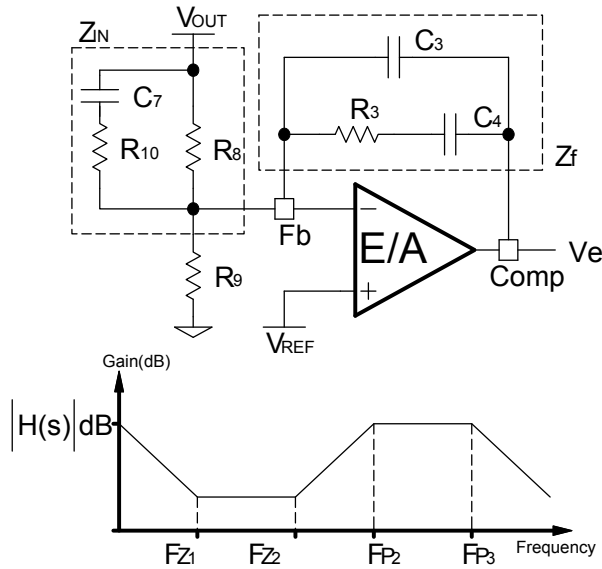 VOUT
ZIN
C3
C7
R3
C4
R10
R8
Zf
Fb
E/A
Ve
Comp
R9
VREF
Gain(dB)
|H(s)|dB
FZ1
FZ2
FP2
FP3
Frequency